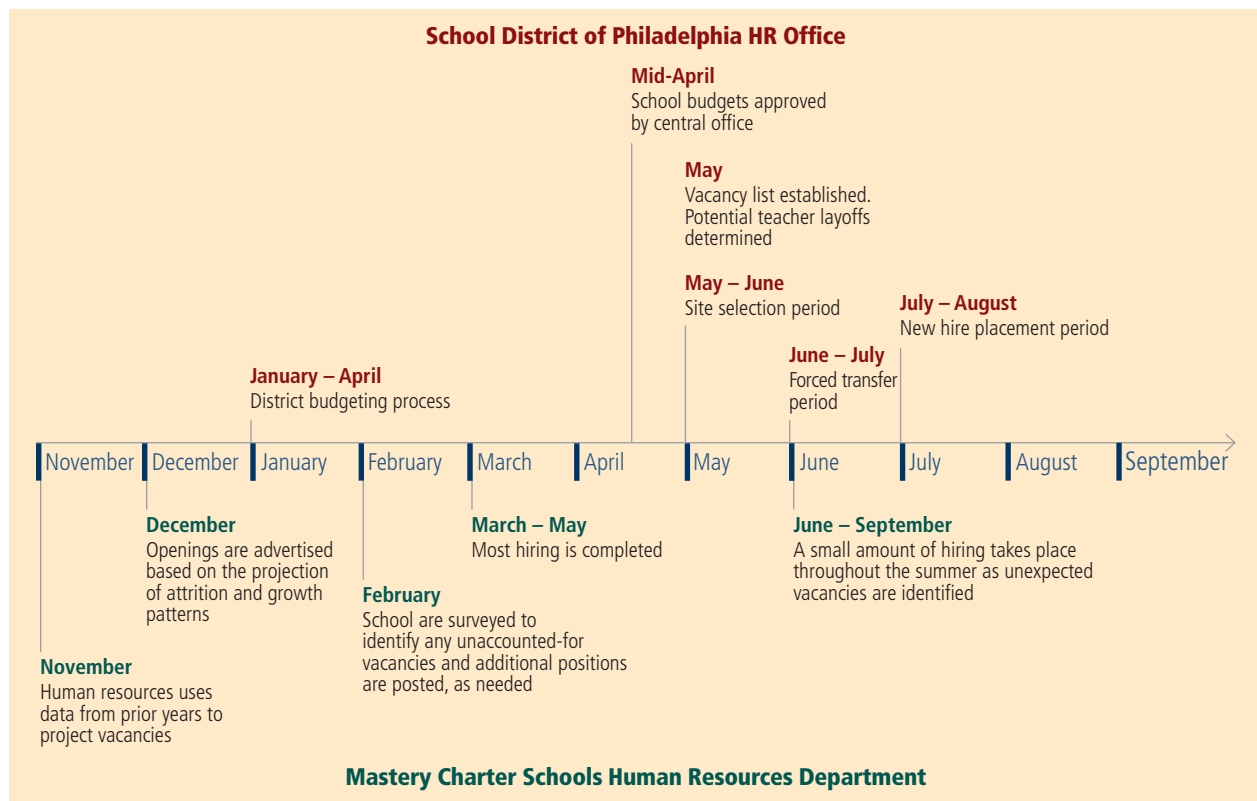 School District of Philadelphia HR Office
Mid-April
School budgets approved
by central office
May
Vacancy list established.
Potential teacher layoffs
determined
May – June
Site selection period
July – August
New hire placement period
June – July
Forced transfer
period
January – April
District budgeting process
November
December
January
February
March
April
May
June
July
August
September
December
Openings are advertised
based on the projection
of attrition and growth
patterns
March – May
Most hiring is completed
June – September
A small amount of hiring takes place
throughout the summer as unexpected
vacancies are identified
February
School are surveyed to
identify any unaccounted-for
vacancies and additional positions
are posted, as needed
November
Human resources uses
data from prior years to
project vacancies
Mastery Charter Schools Human Resources Department